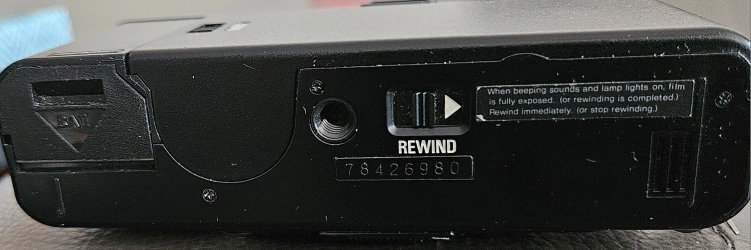 When beeping sounds and lamp lights on, film
is fully exposed. (or rewinding is completed.)
Rewind immediately. (or stop rewinding.)
BAT.
REWIND
78426980